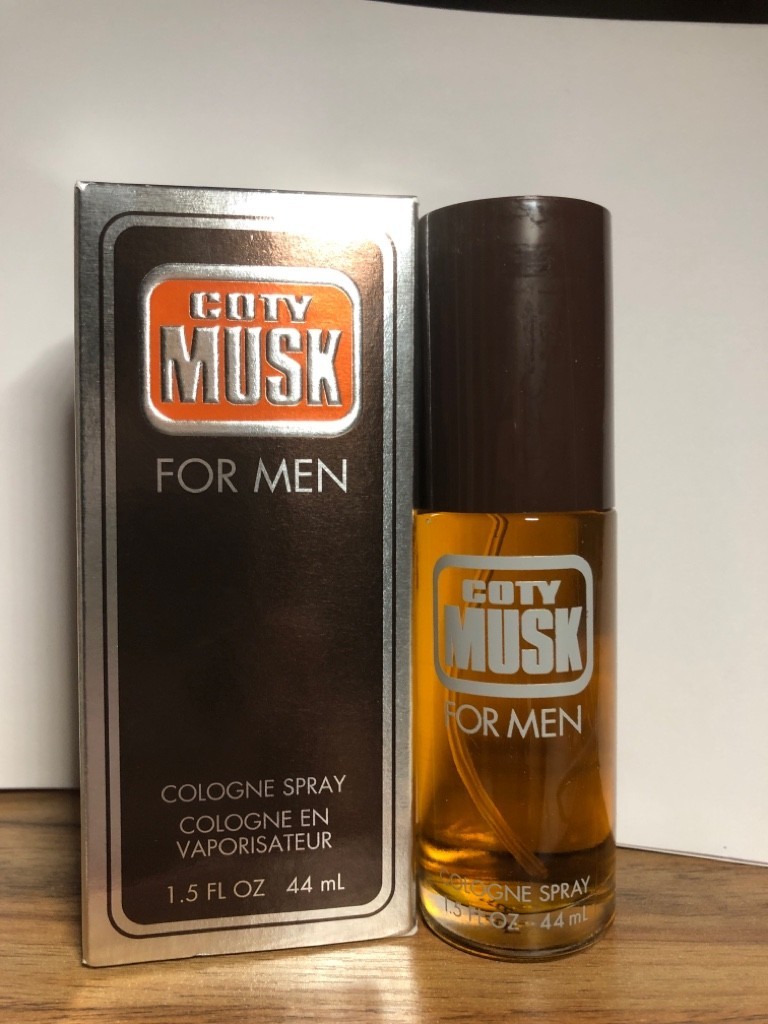 COTY
MUSK
FOR MEN
COLOGNE SPRAY
COLOGNE EN
VAPORISATEUR
1.5 FL OZ 44 mL
COTY
MUSK
FOR MEN
COLOGNE SPRAY
1.5 FL OZ - 44 mL